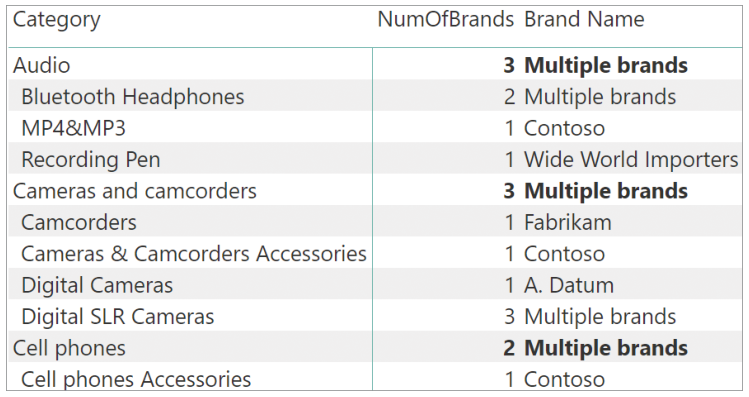 Category NumOfBrands Brand Name
Audio 3 Multiple brands
Bluetooth Headphones 2 Multiple brands
MP4&MP3 1 Contoso
Recording Pen 1 Wide World Importers
Cameras and camcorders 3 Multiple brands
Camcorders 1 Fabrikam
Cameras & Camcorders Accessories 1 Contoso
Digital Cameras 1 A. Datum
Digital SLR Cameras 3 Multiple brands
Cell phones 2 Multiple brands
Cell phones Accessories 1 Contoso